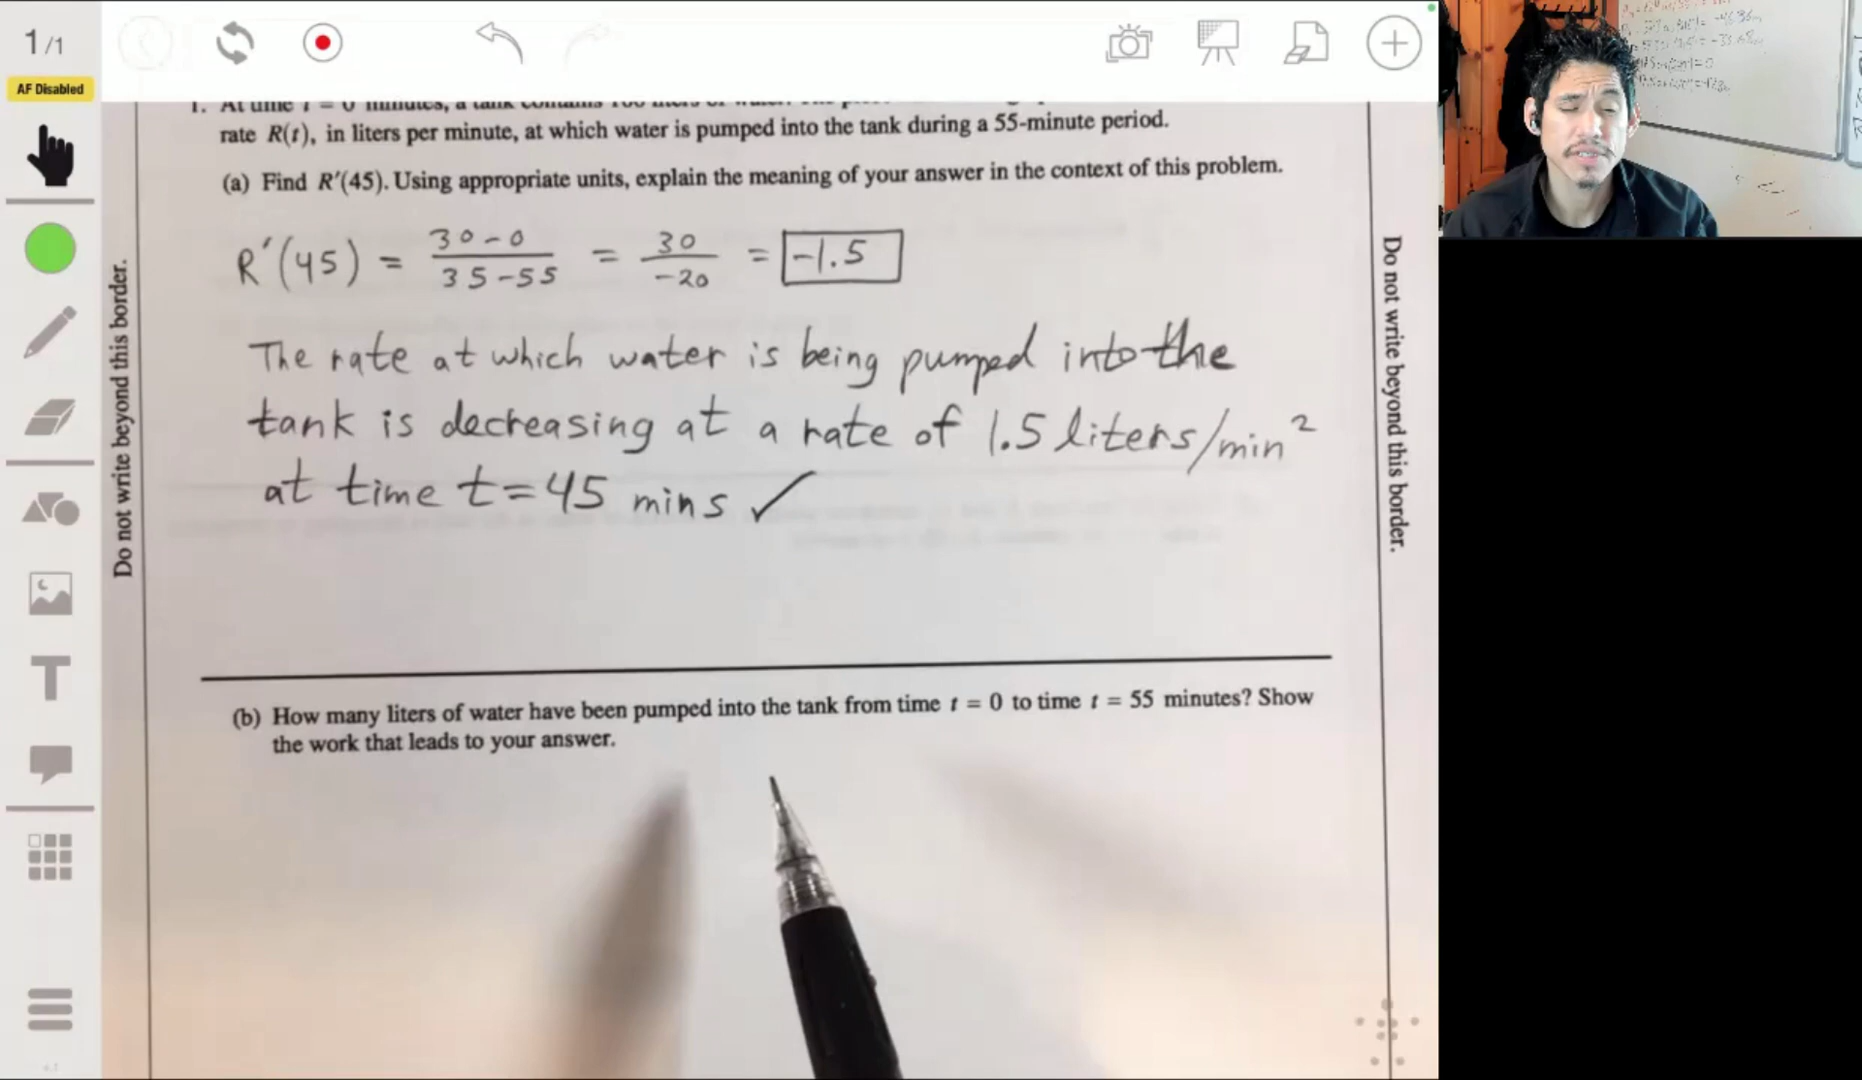 1/1
AF Disabled
rate R(t), in liters per minute, at which water is pumped into the tank during a 55-minute period.
(a) Find R′(45). Using appropriate units, explain the meaning of your answer in the context of this problem.
R′(45) = 30-0 / 35-55 = 30 / -20 = -1.5
The rate at which water is being pumped into the
tank is decreasing at a rate of 1.5 liters/min²
at time t=45 mins ✓
(b) How many liters of water have been pumped into the tank from time t = 0 to time t = 55 minutes? Show
the work that leads to your answer.
Do not write beyond this border.
Do not write beyond this border.
T